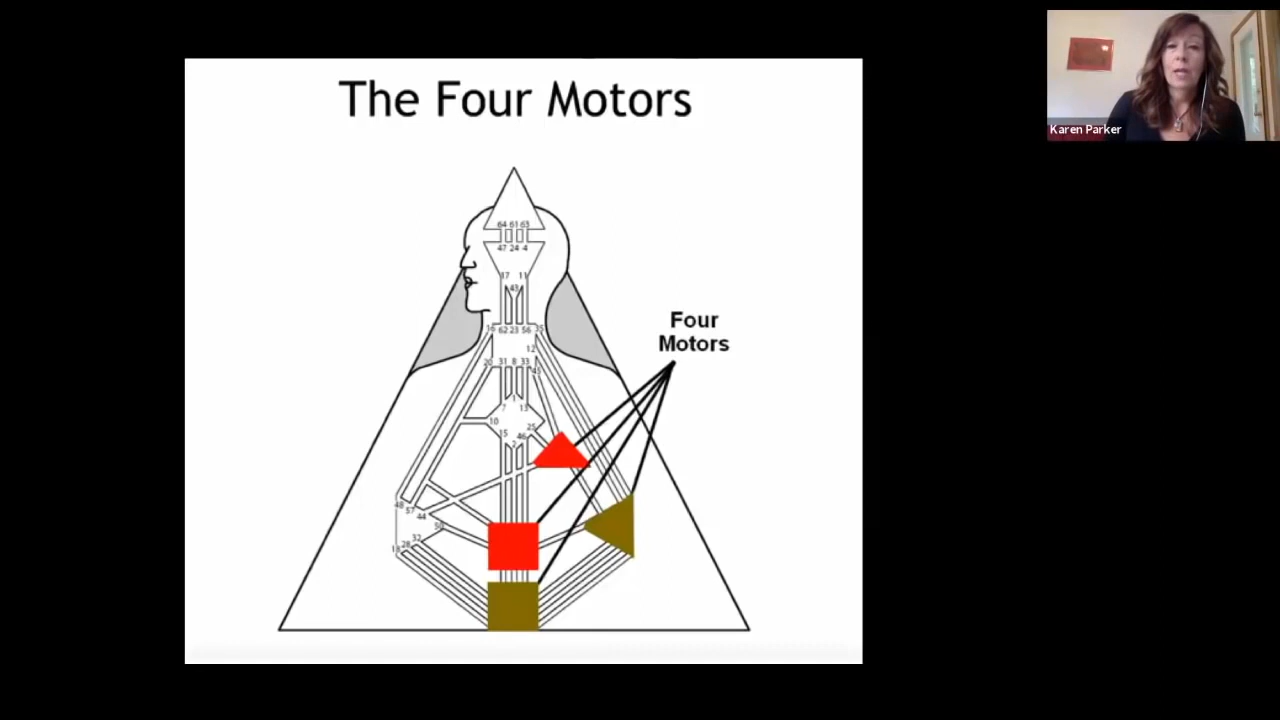 The Four Motors
Karen Parker
64 61 63
47 24 4
17 11
43
16 62 23 56 35
12
20 31 8 33
45
Four
Motors
1
7 13
10
25
15 46
2
48
57
44
50
32
28
18